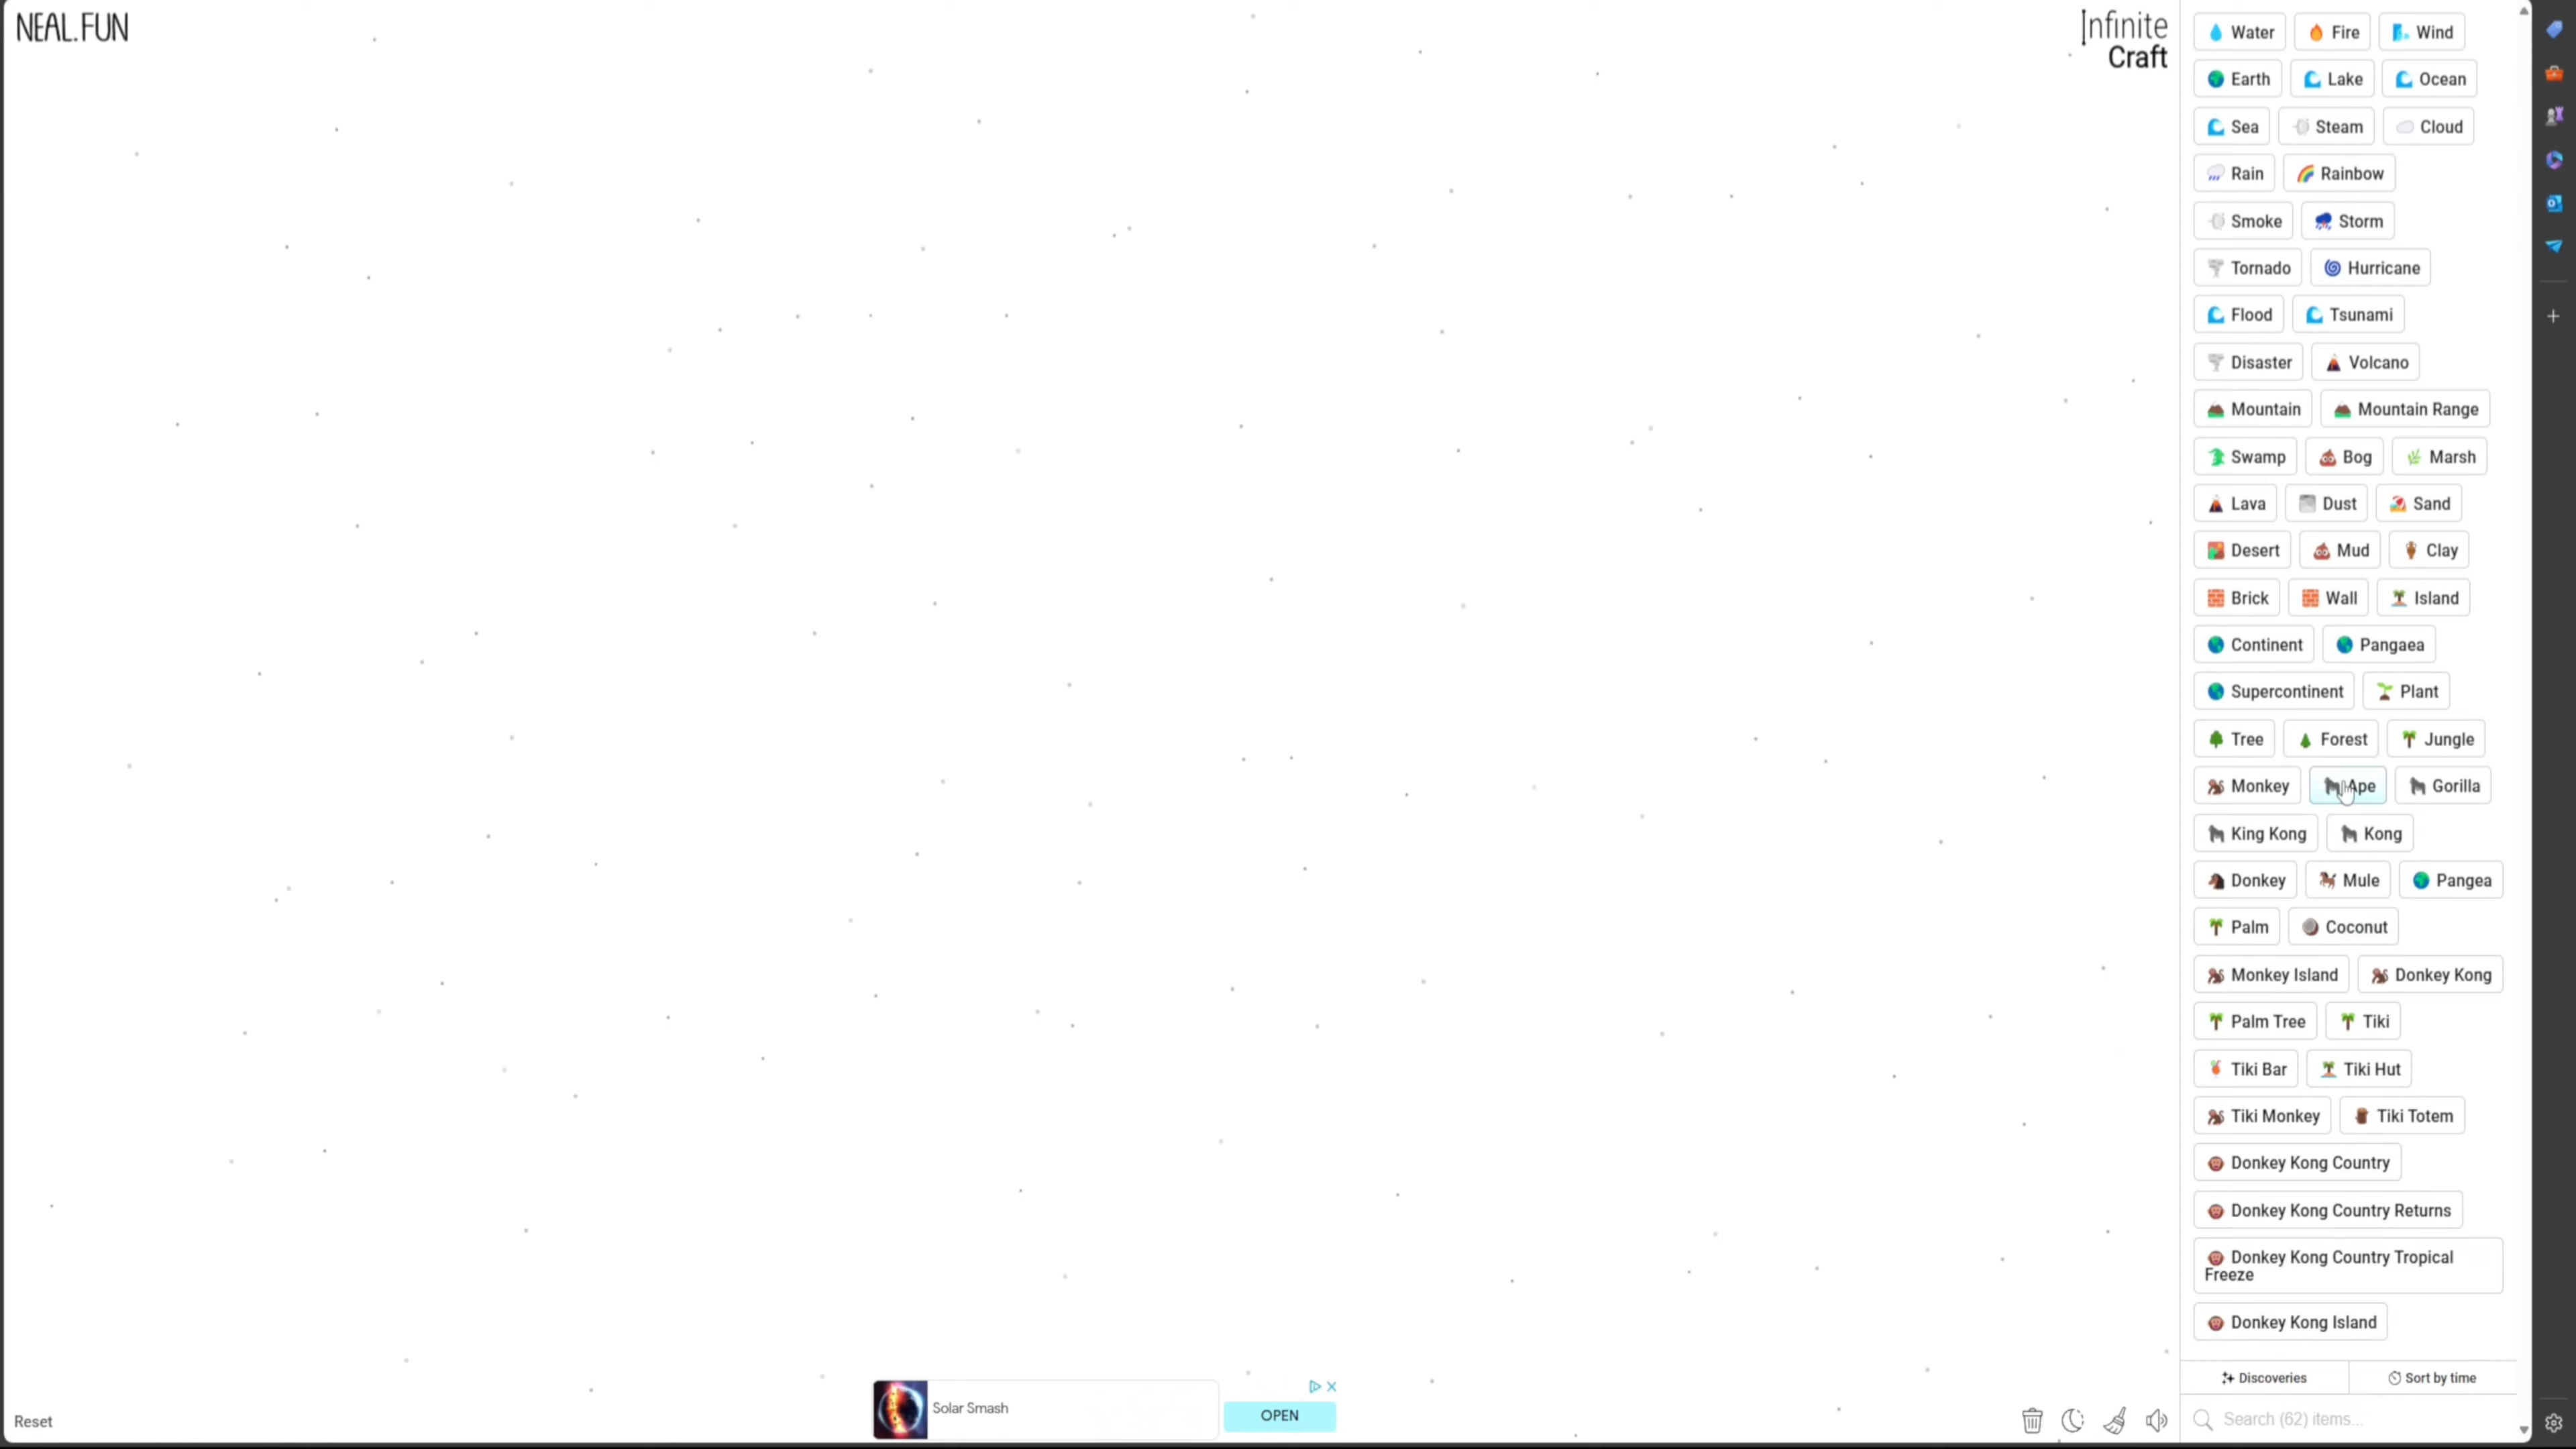 NEAL.FUN
Infinite
Craft
Water Fire Wind
Earth Lake Ocean
Sea Steam Cloud
Rain Rainbow
Smoke Storm
Tornado Hurricane
Flood Tsunami
Disaster Volcano
Mountain Mountain Range
Swamp Bog Marsh
Lava Dust Sand
Desert Mud Clay
Brick Wall Island
Continent Pangaea
Supercontinent Plant
Tree Forest Jungle
Monkey Ape Gorilla
King Kong Kong
Donkey Mule Pangea
Palm Coconut
Monkey Island Donkey Kong
Palm Tree Tiki
Tiki Bar Tiki Hut
Tiki Monkey Tiki Totem
Donkey Kong Country
Donkey Kong Country Returns
Donkey Kong Country Tropical
Freeze
Donkey Kong Island
Discoveries Sort by time
Search (62) items...
Solar Smash
OPEN
Reset